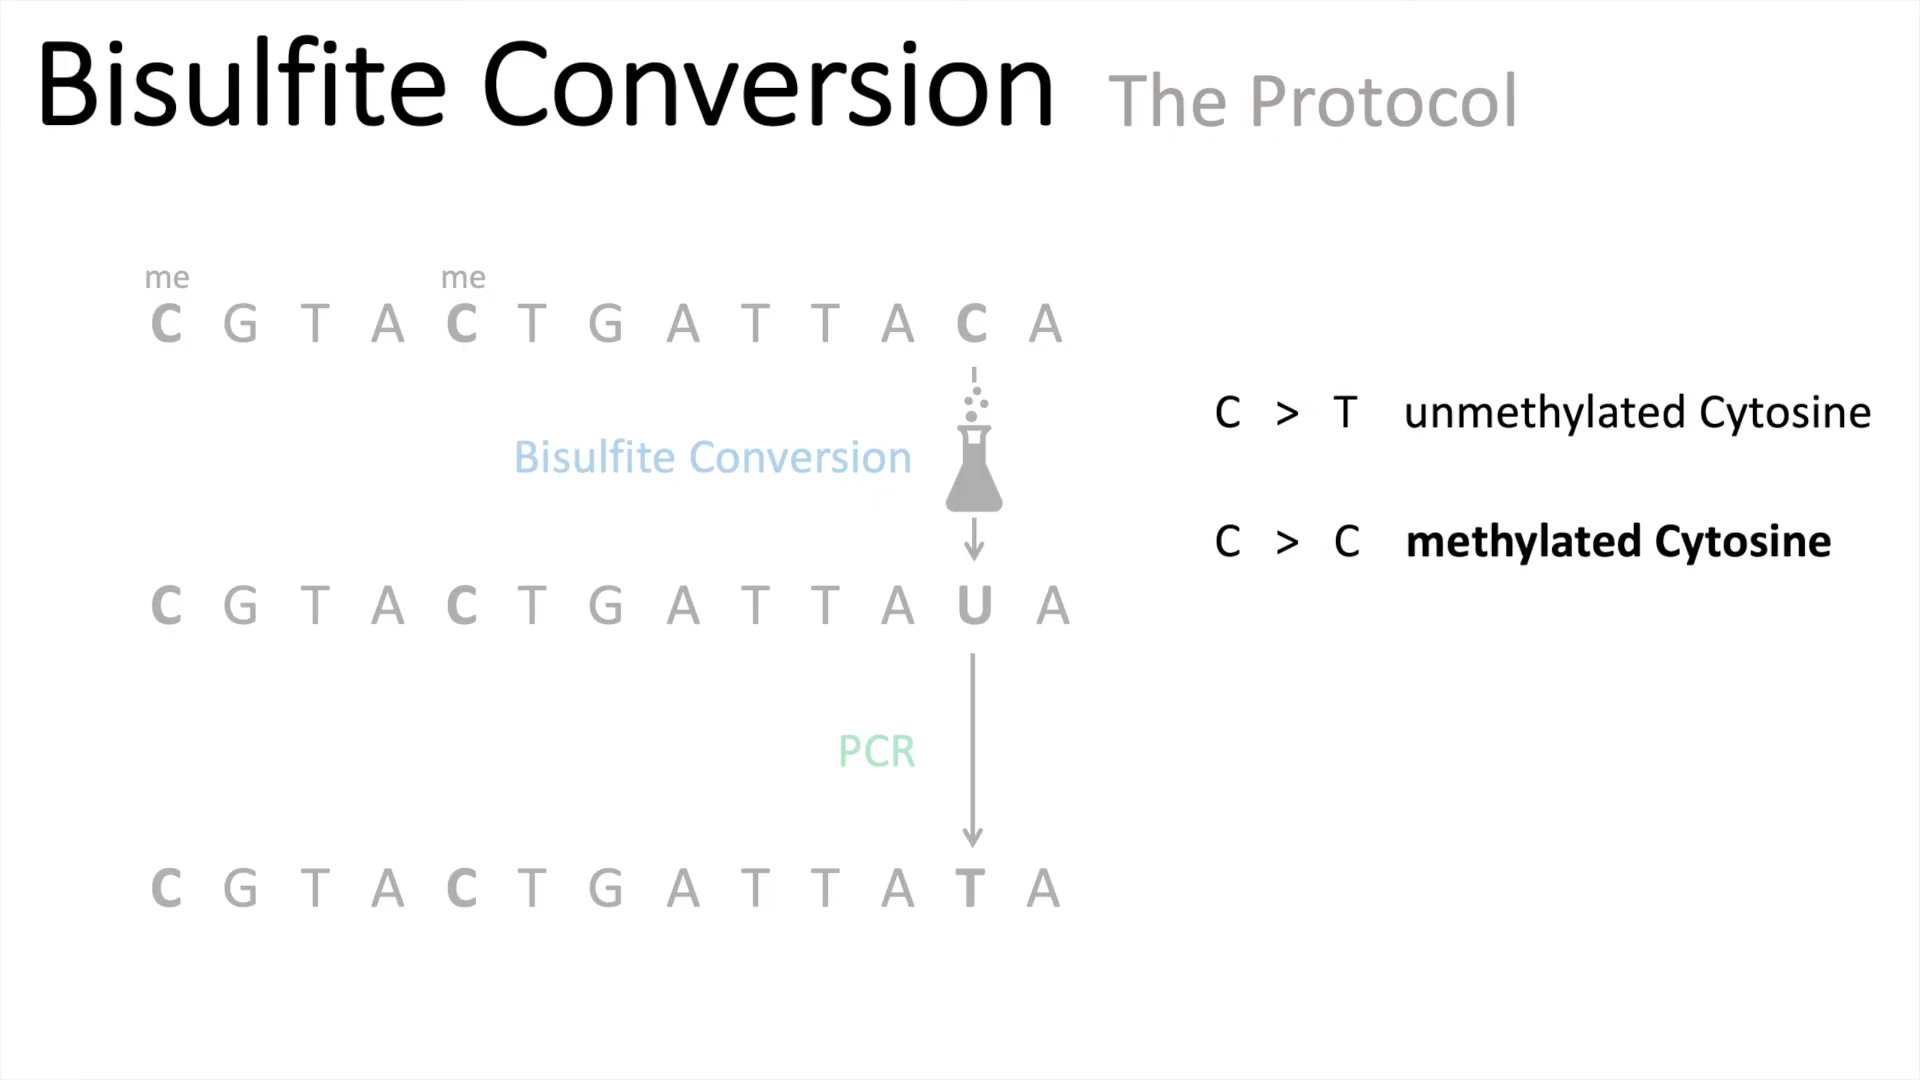 Bisulfite Conversion The Protocol
me me
C G T A C T G A T T A C A
C > T unmethylated Cytosine
Bisulfite Conversion
C > C methylated Cytosine
C G T A C T G A T T A U A
PCR
C G T A C T G A T T A T A